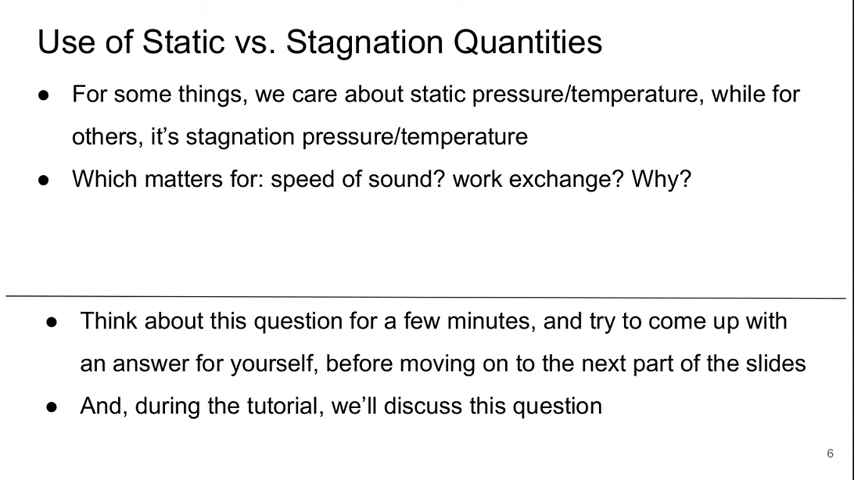 Use of Static vs. Stagnation Quantities
● For some things, we care about static pressure/temperature, while for
others, it’s stagnation pressure/temperature
● Which matters for: speed of sound? work exchange? Why?
● Think about this question for a few minutes, and try to come up with
an answer for yourself, before moving on to the next part of the slides
● And, during the tutorial, we’ll discuss this question
6